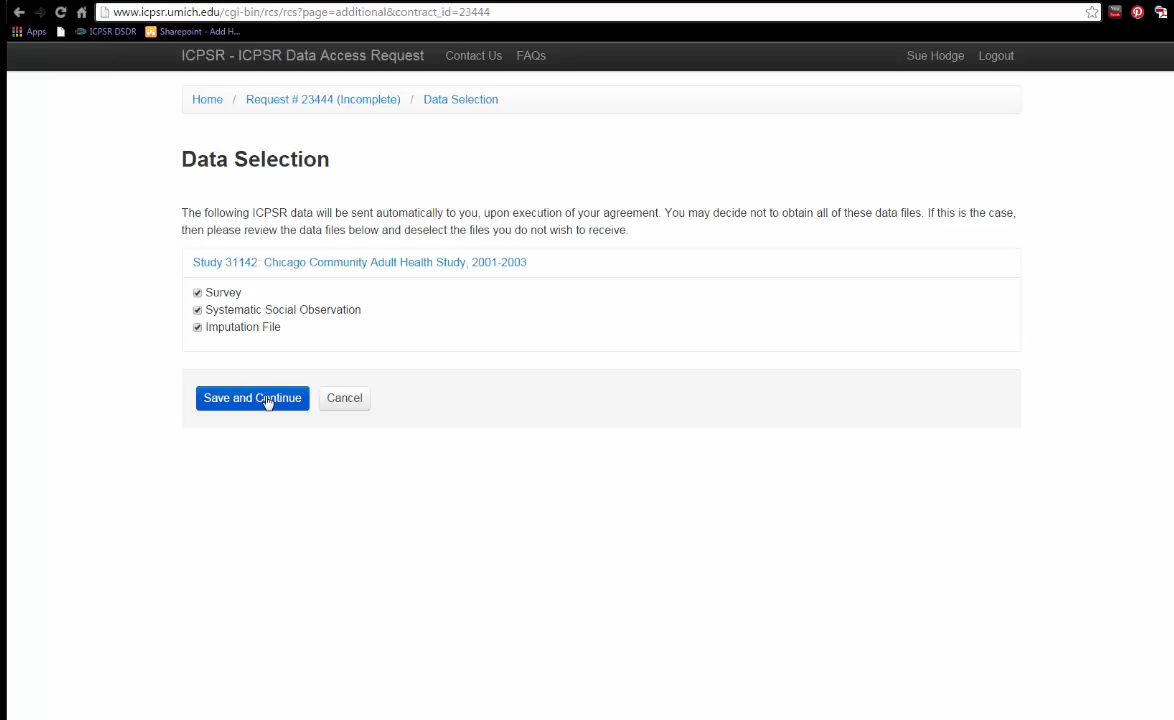 www.icpsr.umich.edu/cgi-bin/rcs/rcs?page=additional&contract_id=23444
Apps ICPSR DSDR Sharepoint - Add H...
ICPSR - ICPSR Data Access Request Contact Us FAQs Sue Hodge Logout
Home / Request # 23444 (Incomplete) / Data Selection
Data Selection
The following ICPSR data will be sent automatically to you, upon execution of your agreement. You may decide not to obtain all of these data files. If this is the case,
then please review the data files below and deselect the files you do not wish to receive.
Study 31142: Chicago Community Adult Health Study, 2001-2003
Survey
Systematic Social Observation
Imputation File
Save and Continue Cancel